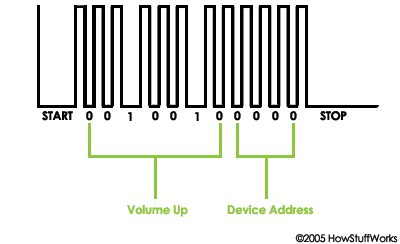 START 0 0 1 0 0 1 0 0 0 0 0 STOP
Volume Up Device Address
©2005 HowStuffWorks